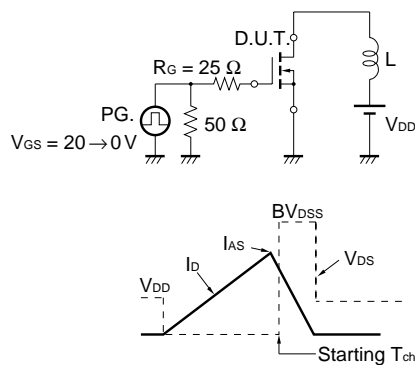 D.U.T.
RG = 25 Ω
L
PG.
50 Ω
VGS = 20 → 0 V
VDD
BVDSS
IAS
ID
VDS
VDD
Starting Tch